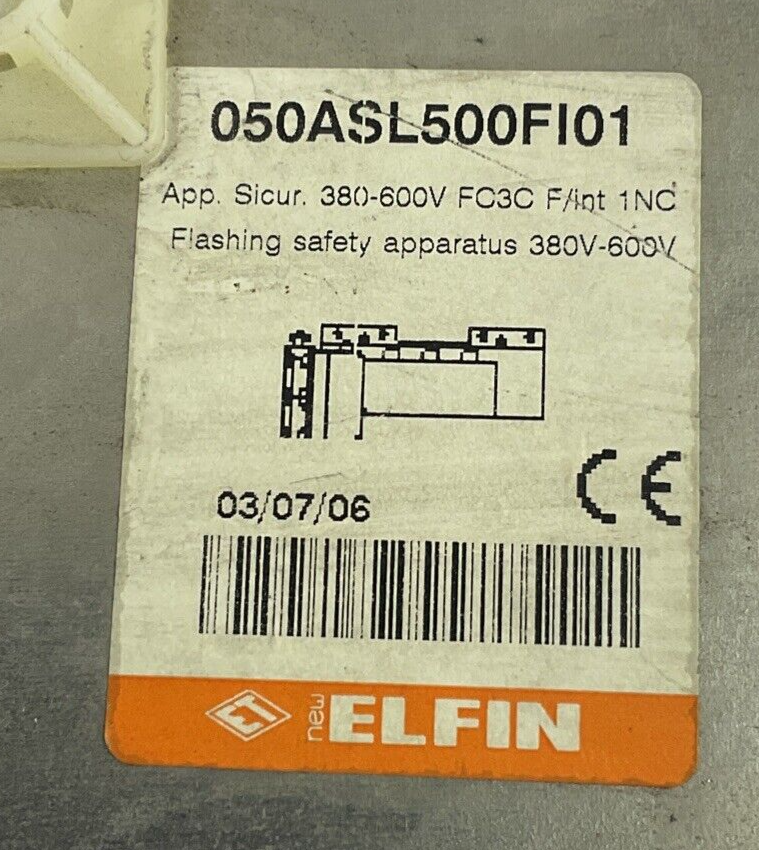 050ASL500FI01
App. Sicur. 380-600V FC3C F/int 1NC
Flashing safety apparatus 380V-600V
03/07/06
CE
ET new ELFIN